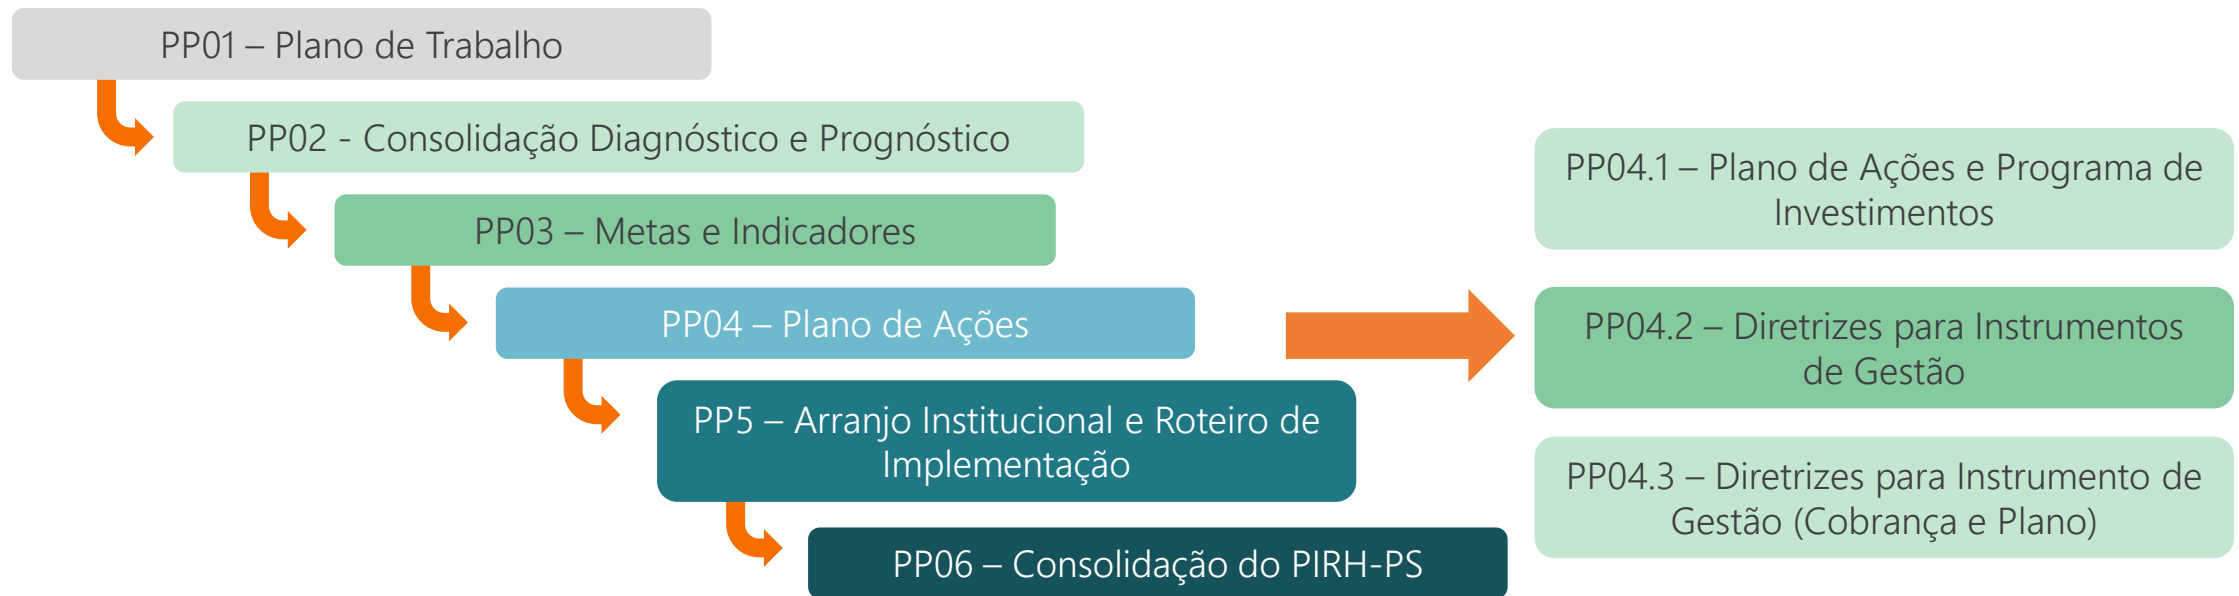 PP01 – Plano de Trabalho
PP02 - Consolidação Diagnóstico e Prognóstico
PP03 – Metas e Indicadores
PP04 – Plano de Ações
PP5 – Arranjo Institucional e Roteiro de
Implementação
PP06 – Consolidação do PIRH-PS
PP04.1 – Plano de Ações e Programa de
Investimentos
PP04.2 – Diretrizes para Instrumentos
de Gestão
PP04.3 – Diretrizes para Instrumento de
Gestão (Cobrança e Plano)